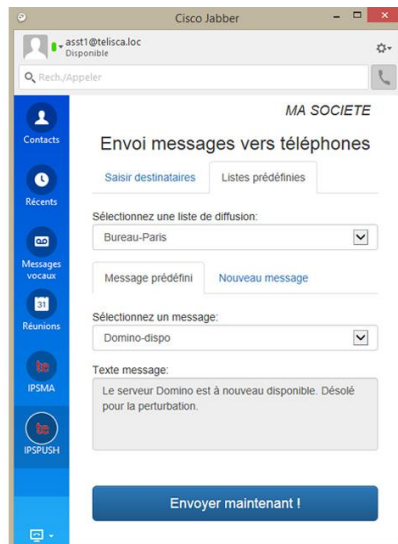 Cisco Jabber
asst1@telisca.loc
Disponible
Rech./Appeler
Contacts
Récents
Messages
vocaux
31
Réunions
te
IPSMA
te
IPSPUSH
MA SOCIETE
Envoi messages vers téléphones
Saisir destinataires
Listes prédéfinies
Sélectionnez une liste de diffusion:
Bureau-Paris
Message prédéfini
Nouveau message
Sélectionnez un message:
Domino-dispo
Texte message:
Le serveur Domino est à nouveau disponible. Désolé
pour la perturbation.
Envoyer maintenant !